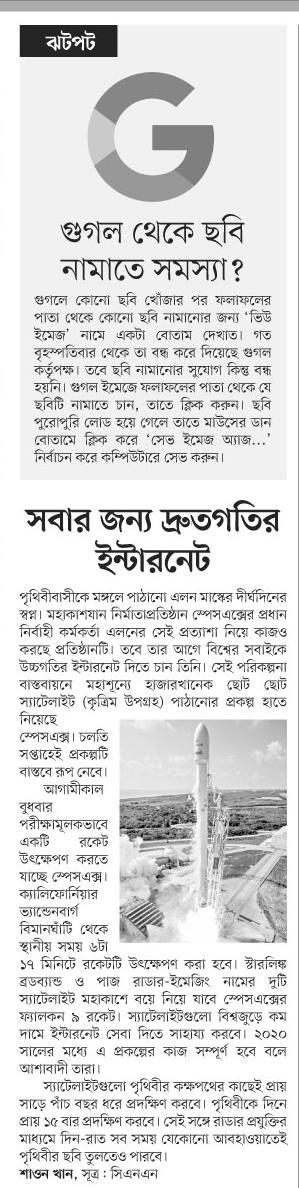 ঝটপট
G
গুগল থেকে ছবি
নামাতে সমস্যা?
গুগলে কোনো ছবি খোঁজার পর ফলাফলের
পাতা থেকে কোনো ছবি নামানোর জন্য ‘ভিউ
ইমেজ’ নামে একটা বোতাম দেখাত। গত
বৃহস্পতিবার থেকে তা বন্ধ করে দিয়েছে গুগল
কর্তৃপক্ষ। তবে ছবি নামানোর সুযোগ কিন্তু বন্ধ
হয়নি। গুগল ইমেজে ফলাফলের পাতা থেকে যে
ছবিটি নামাতে চান, তাতে ক্লিক করুন। ছবি
পুরোপুরি লোড হয়ে গেলে তাতে মাউসের ডান
বোতামে ক্লিক করে ‘সেভ ইমেজ অ্যাজ...’
নির্বাচন করে কম্পিউটারে সেভ করুন।
সবার জন্য দ্রুতগতির
ইন্টারনেট
পৃথিবীবাসীকে মঙ্গলে পাঠানো এলন মাস্কের দীর্ঘদিনের
স্বপ্ন। মহাকাশযান নির্মাতাপ্রতিষ্ঠান স্পেসএক্সের প্রধান
নির্বাহী কর্মকর্তা এলনের সেই প্রত্যাশা নিয়ে কাজও
করছে প্রতিষ্ঠানটি। তবে তার আগে বিশ্বের সবাইকে
উচ্চগতির ইন্টারনেট দিতে চান তিনি। সেই পরিকল্পনা
বাস্তবায়নে মহাশূন্যে হাজারখানেক ছোট ছোট
স্যাটেলাইট (কৃত্রিম উপগ্রহ) পাঠানোর প্রকল্প হাতে
নিয়েছে
স্পেসএক্স। চলতি
সপ্তাহেই প্রকল্পটি
বাস্তবে রূপ নেবে।
আগামীকাল
বুধবার
পরীক্ষামূলকভাবে
একটি রকেট
উৎক্ষেপণ করতে
যাচ্ছে স্পেসএক্স।
ক্যালিফোর্নিয়ার
ভ্যান্ডেনবার্গ
বিমানঘাঁটি থেকে
স্থানীয় সময় ৬টা
১৭ মিনিটে রকেটটি উৎক্ষেপণ করা হবে। স্টারলিঙ্ক
ব্রডব্যান্ড ও পাজ রাডার-ইমেজিং নামের দুটি
স্যাটেলাইট মহাকাশে বয়ে নিয়ে যাবে স্পেসএক্সের
ফ্যালকন ৯ রকেট। স্যাটেলাইটগুলো বিশ্বজুড়ে কম
দামে ইন্টারনেট সেবা দিতে সাহায্য করবে। ২০২০
সালের মধ্যে এ প্রকল্পের কাজ সম্পূর্ণ হবে বলে
আশাবাদী তারা।
স্যাটেলাইটগুলো পৃথিবীর কক্ষপথের কাছেই প্রায়
সাড়ে পাঁচ বছর ধরে প্রদক্ষিণ করবে। পৃথিবীকে দিনে
প্রায় ১৫ বার প্রদক্ষিণ করবে। সেই সঙ্গে রাডার প্রযুক্তির
মাধ্যমে দিন-রাত সব সময় যেকোনো আবহাওয়াতেই
পৃথিবীর ছবি তুলতেও পারবে।
শাওন খান, সূত্র : সিএনএন